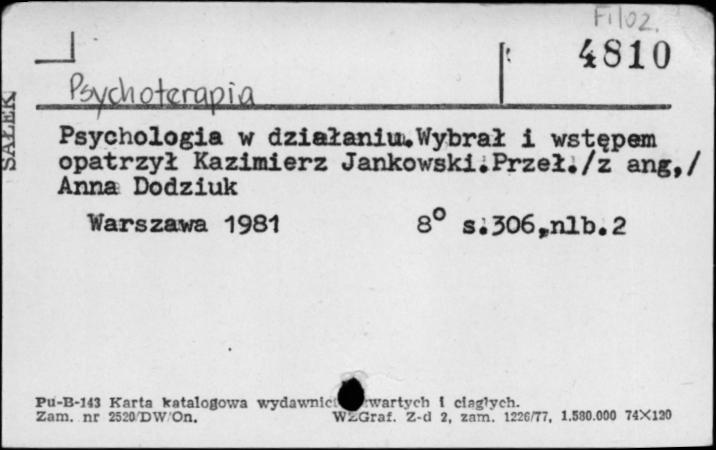 Filoz.
4810
Psychoterapia
SAŁEK
Psychologia w działaniu.Wybrał i wstępem
opatrzył Kazimierz Jankowski.Przeł./z ang,/
Anna Dodziuk
Warszawa 1981 8° s.306,nlb.2
Pu-B-143 Karta katalogowa wydawnic wartych i ciągłych.
Zam. nr 2520/DW/On. WZGraf. Z-d 2, zam. 1226/77, 1.580.000 74X120